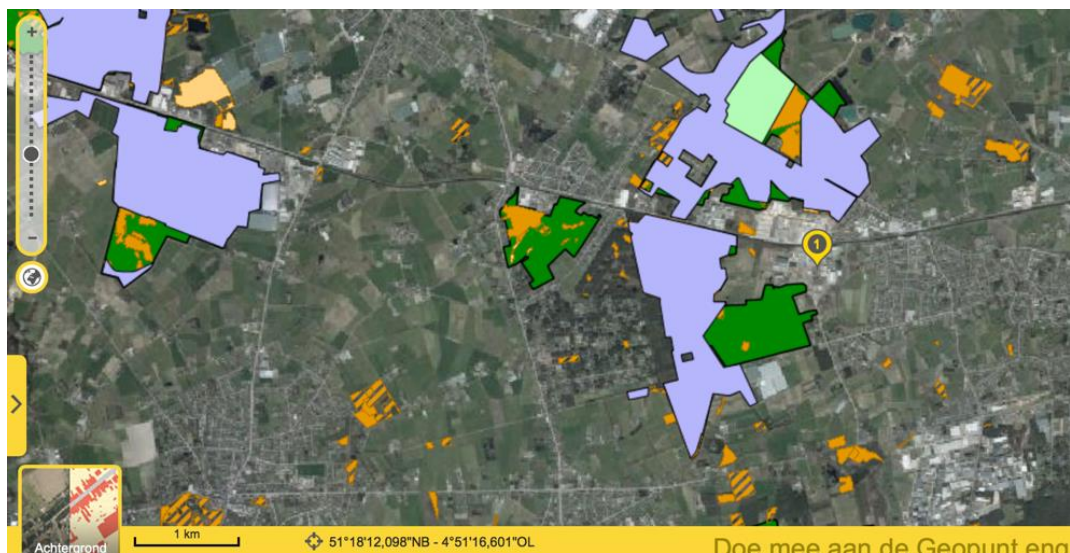 +
1
−
Achtergrond
1 km
51°18'12,098"NB - 4°51'16,601"OL
Doe mee aan de Geopunt enq